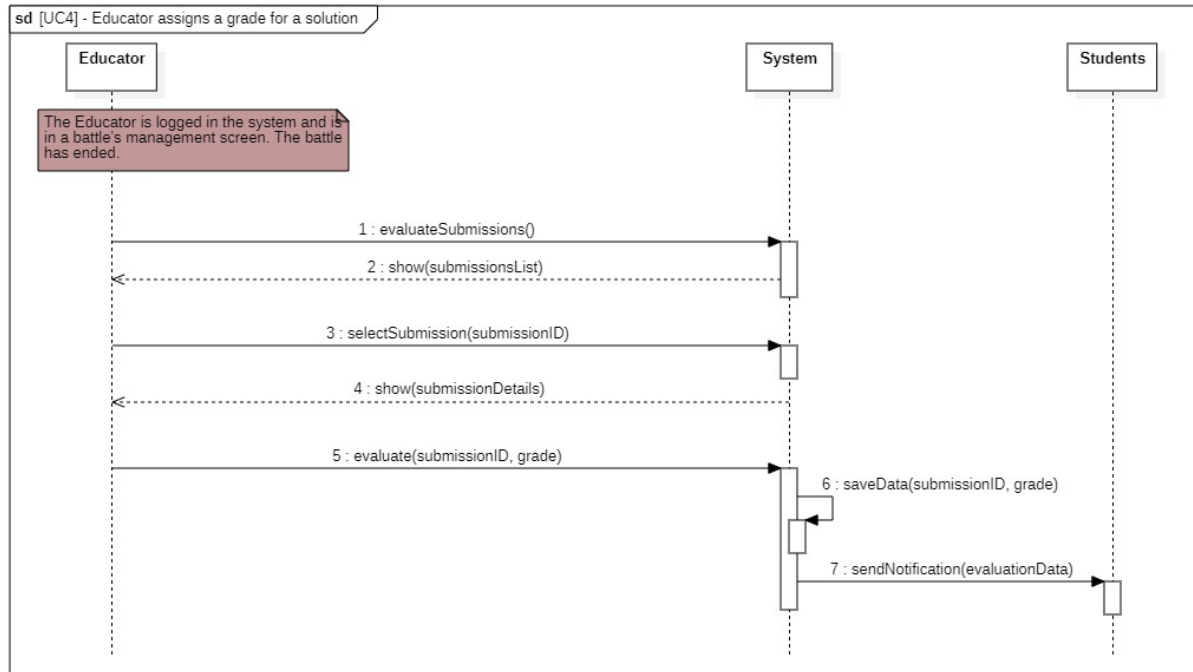 sd [UC4] - Educator assigns a grade for a solution
Educator
System
Students
The Educator is logged in the system and is
in a battle's management screen. The battle
has ended.
1 : evaluateSubmissions()
2 : show(submissionsList)
3 : selectSubmission(submissionID)
4 : show(submissionDetails)
5 : evaluate(submissionID, grade)
6 : saveData(submissionID, grade)
7 : sendNotification(evaluationData)